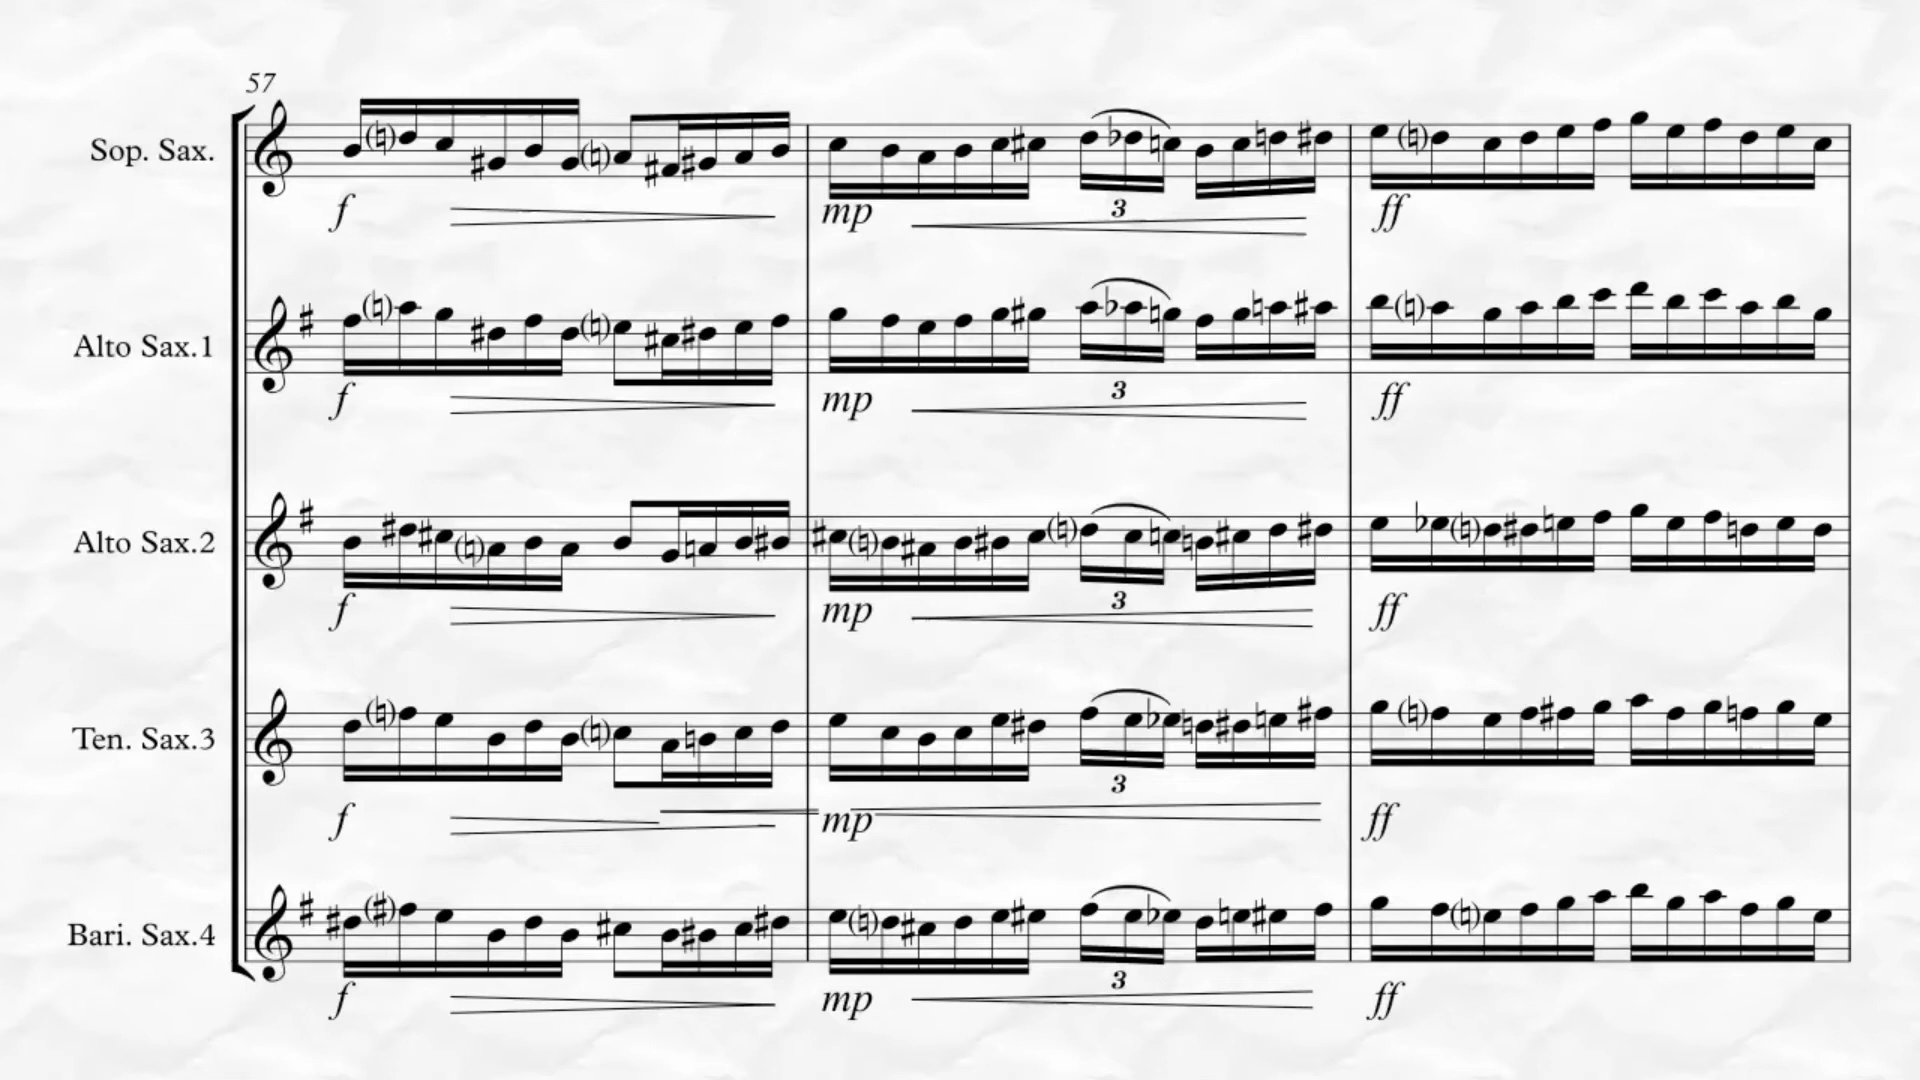 57
Sop. Sax.
f mp 3 ff
Alto Sax.1
f mp 3 ff
Alto Sax.2
f mp 3 ff
Ten. Sax.3
f mp 3 ff
Bari. Sax.4
f mp 3 ff